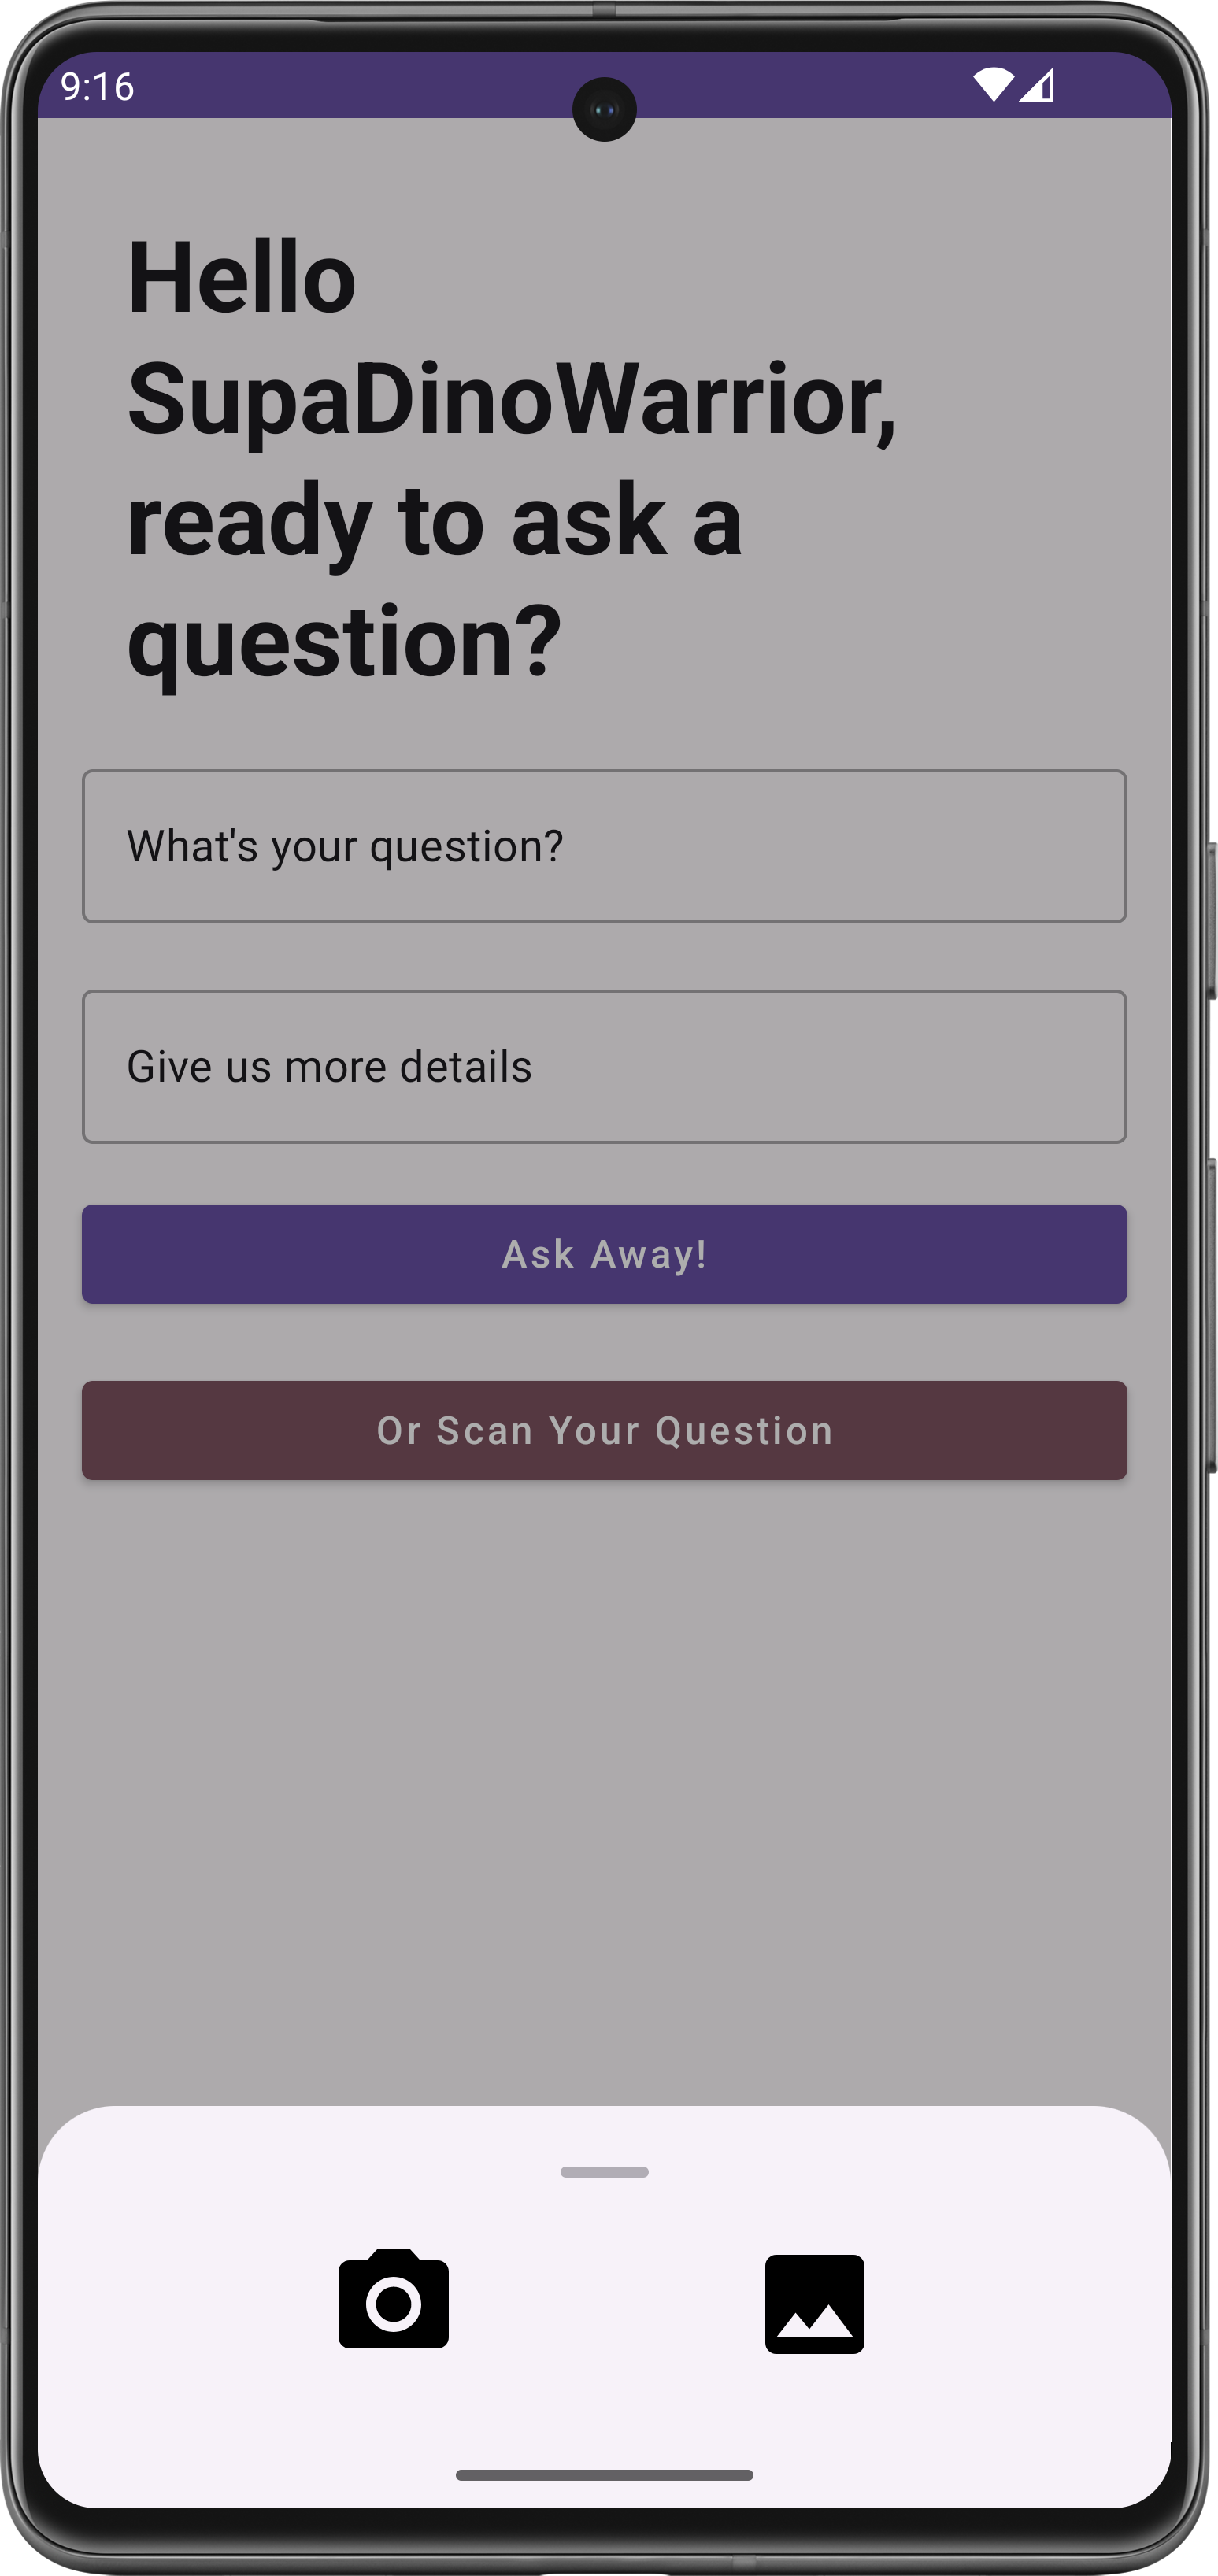 9:16
Hello
SupaDinoWarrior,
ready to ask a
question?
What's your question?
Give us more details
Ask Away!
Or Scan Your Question